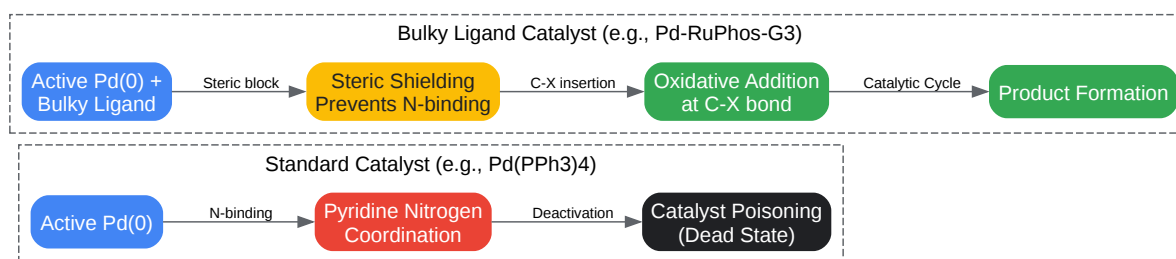 Bulky Ligand Catalyst (e.g., Pd-RuPhos-G3)
Active Pd(0) +
Bulky Ligand
Steric block
Steric Shielding
Prevents N-binding
C-X insertion
Oxidative Addition
at C-X bond
Catalytic Cycle
Product Formation
Standard Catalyst (e.g., Pd(PPh3)4)
Active Pd(0)
N-binding
Pyridine Nitrogen
Coordination
Deactivation
Catalyst Poisoning
(Dead State)